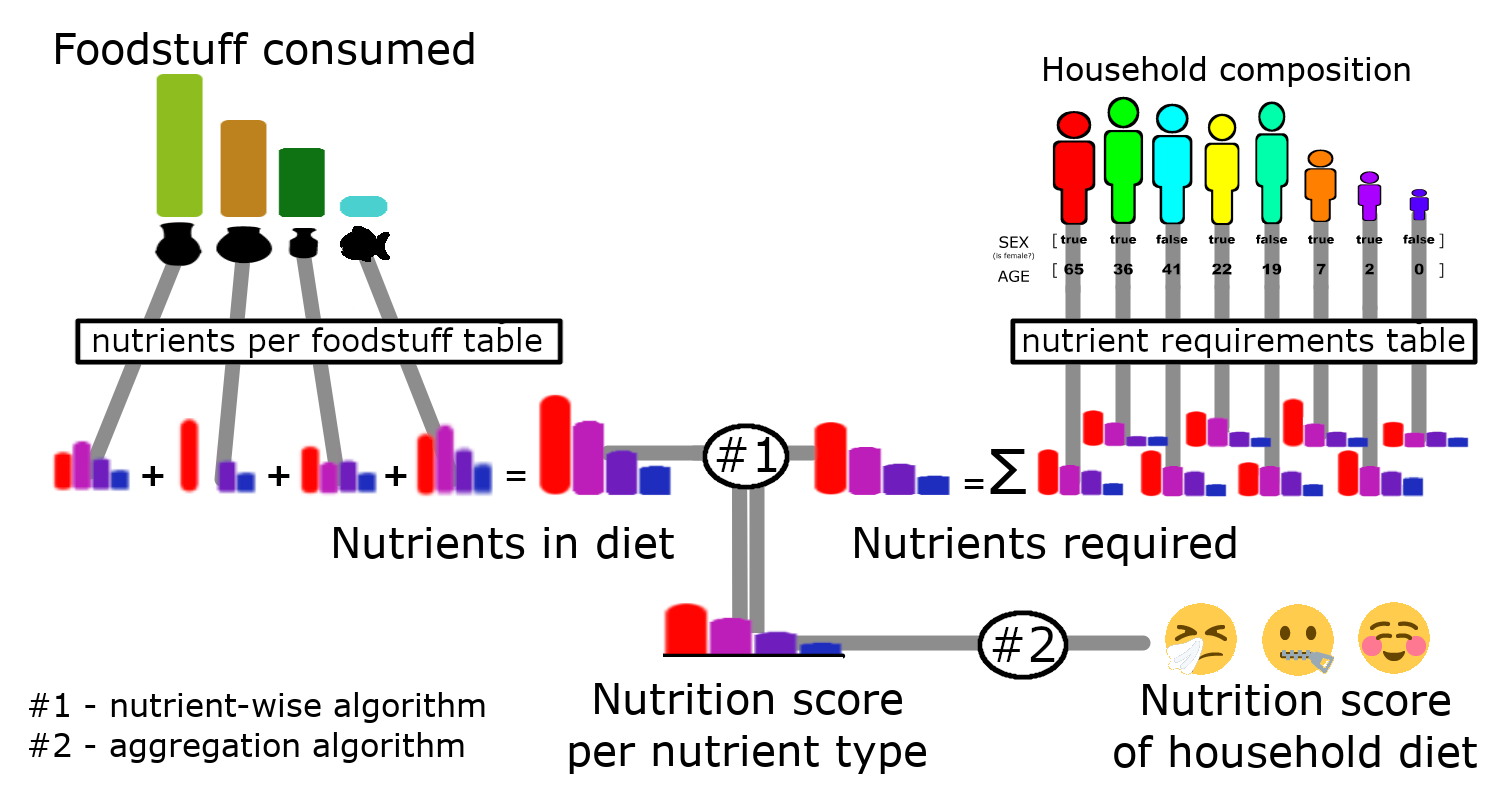 Foodstuff consumed
Household composition
SEX [ true true false true false true true false ]
(is female?)
AGE [ 65 36 41 22 19 7 2 0 ]
nutrients per foodstuff table
nutrient requirements table
+ + + = #1 = Σ
Nutrients in diet
Nutrients required
#2
#1 - nutrient-wise algorithm
#2 - aggregation algorithm
Nutrition score
per nutrient type
Nutrition score
of household diet